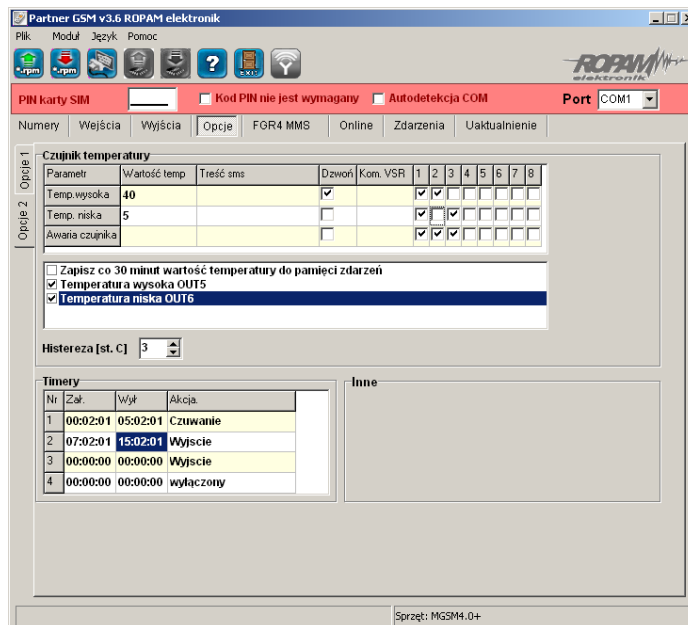 Partner GSM v3.6 ROPAM elektronik
Plik Moduł Język Pomoc
*.rpm *.rpm ? EXIT ROPAM elektronik
PIN karty SIM Kod PIN nie jest wymagany Autodetekcja COM Port COM1
Numery Wejścia Wyjścia Opcje FGR4 MMS Online Zdarzenia Uaktualnienie
Opcje 1
Opcje 2
Czujnik temperatury
Parametr Wartość temp Treść sms Dzwoń Kom. VSR 1 2 3 4 5 6 7 8
Temp.wysoka 40
Temp. niska 5
Awaria czujnika
Zapisz co 30 minut wartość temperatury do pamięci zdarzeń
Temperatura wysoka OUT5
Temperatura niska OUT6
Histereza [st. C] 3
Timery
Nr Zał. Wył Akcja.
1 00:02:01 05:02:01 Czuwanie
2 07:02:01 15:02:01 Wyjscie
3 00:00:00 00:00:00 Wyjscie
4 00:00:00 00:00:00 wyłączony
Inne
Sprzęt: MGSM4.0+